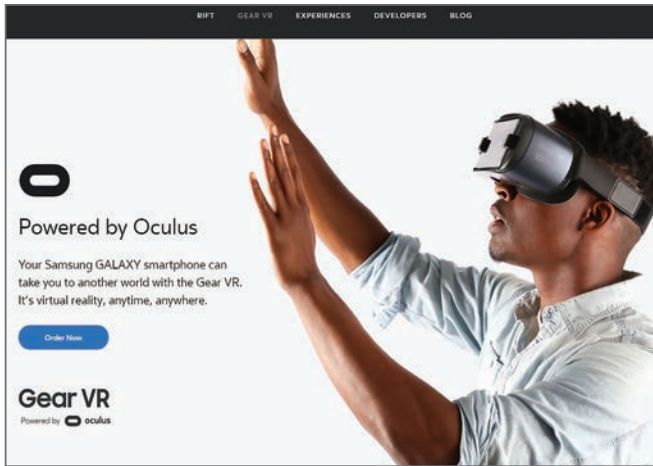 RIFT GEAR VR EXPERIENCES DEVELOPERS BLOG
Powered by Oculus
Your Samsung GALAXY smartphone can
take you to another world with the Gear VR.
It's virtual reality, anytime, anywhere.
Order Now
Gear VR
Powered by oculus